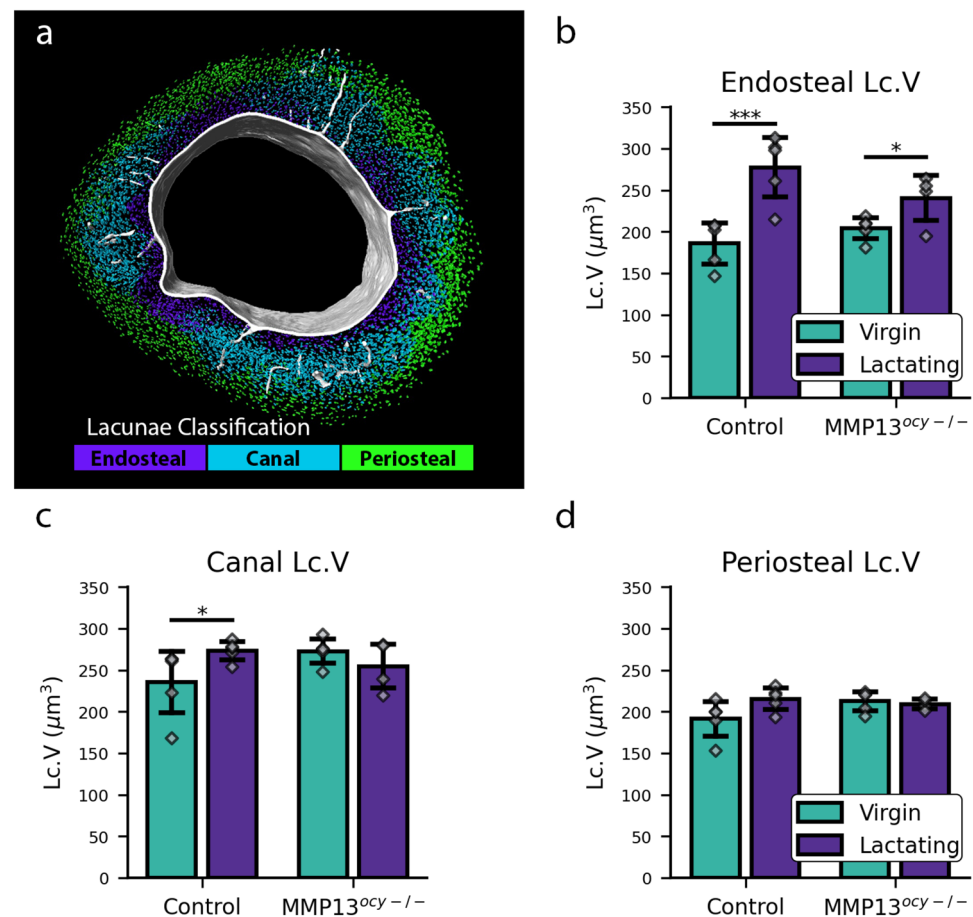 a
Lacunae Classification
Endosteal Canal Periosteal
b
Endosteal Lc.V
350
300
250
200
150
100
50
0
Lc.V (μm³)
***
*
Virgin
Lactating
Control MMP13ᵒᶜʸ⁻/⁻
c
Canal Lc.V
350
300
250
200
150
100
50
0
Lc.V (μm³)
*
Control MMP13ᵒᶜʸ⁻/⁻
d
Periosteal Lc.V
350
300
250
200
150
100
50
0
Lc.V (μm³)
Virgin
Lactating
Control MMP13ᵒᶜʸ⁻/⁻